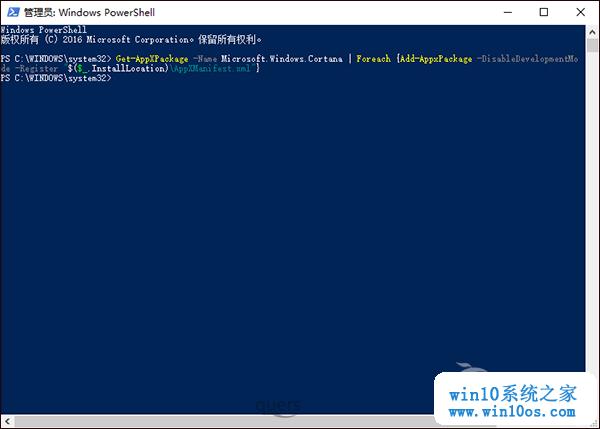 管理员: Windows PowerShell
Windows PowerShell
版权所有 (C) 2016 Microsoft Corporation。保留所有权利。
PS C:\WINDOWS\system32> Get-AppXPackage -Name Microsoft.Windows.Cortana | Foreach {Add-AppxPackage -DisableDevelopmentMo
de -Register "$($_.InstallLocation)\AppXManifest.xml"}
PS C:\WINDOWS\system32>
win10系统之家
www.win10os.com